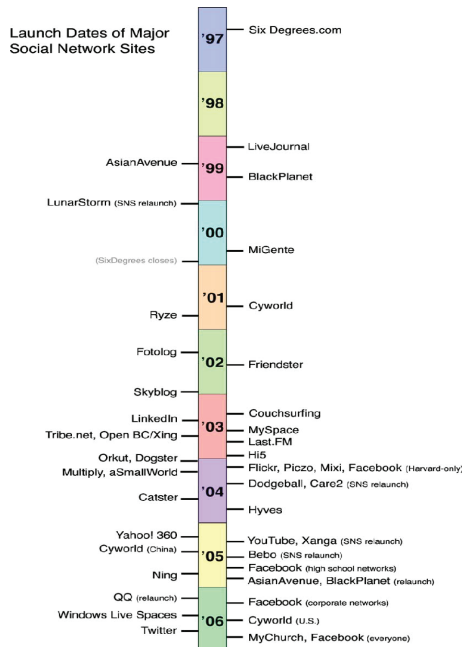 Launch Dates of Major
Social Network Sites
'97
Six Degrees.com
'98
'99
LiveJournal
AsianAvenue
BlackPlanet
LunarStorm (SNS relaunch)
'00
MiGente
(SixDegrees closes)
'01
Cyworld
Ryze
'02
Fotolog
Friendster
Skyblog
'03
Couchsurfing
LinkedIn
MySpace
Tribe.net, Open BC/Xing
Last.FM
Hi5
Orkut, Dogster
Flickr, Piczo, Mixi, Facebook (Harvard-only)
Multiply, aSmallWorld
Dodgeball, Care2 (SNS relaunch)
'04
Catster
Hyves
Yahoo! 360
YouTube, Xanga (SNS relaunch)
Cyworld (China)
Bebo (SNS relaunch)
'05
Facebook (high school networks)
Ning
AsianAvenue, BlackPlanet (relaunch)
QQ (relaunch)
Facebook (corporate networks)
Windows Live Spaces
'06
Cyworld (U.S.)
Twitter
MyChurch, Facebook (everyone)